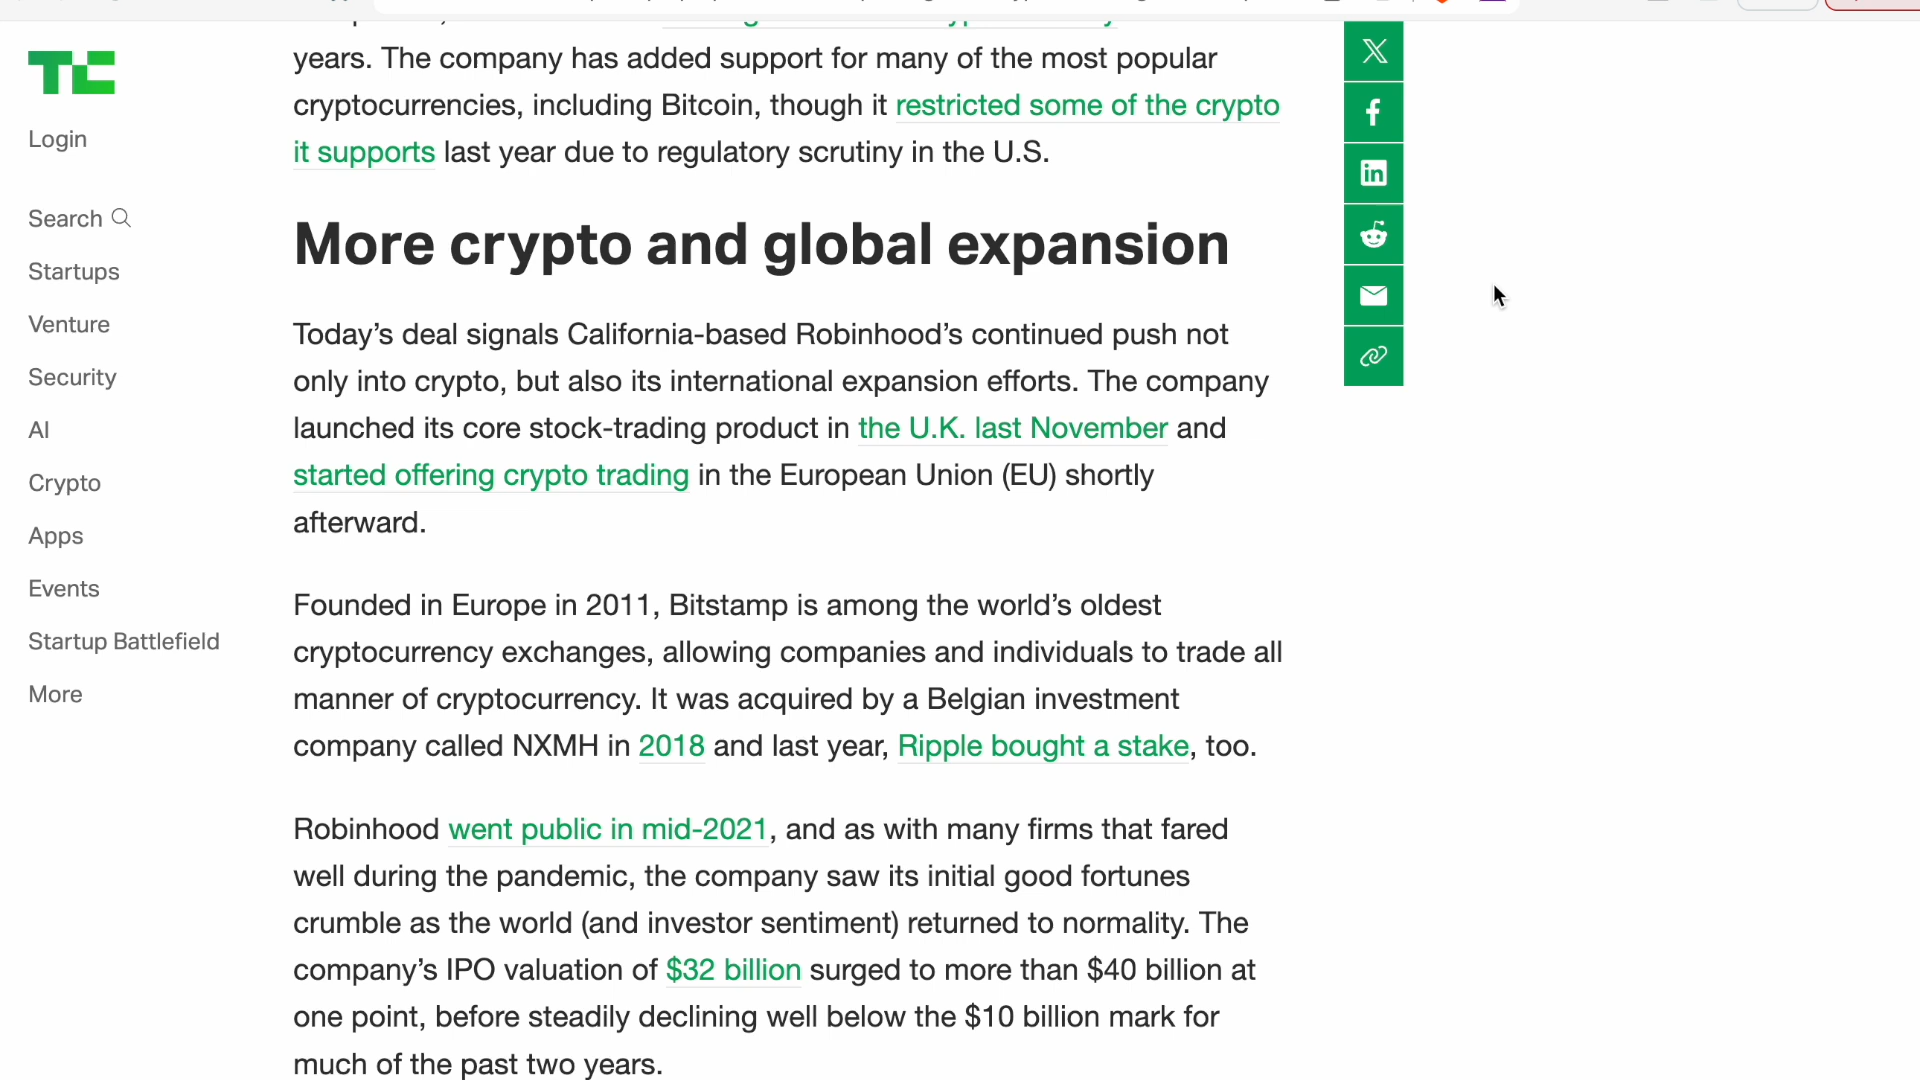 TC
Login
Search
Startups
Venture
Security
AI
Crypto
Apps
Events
Startup Battlefield
More
years. The company has added support for many of the most popular
cryptocurrencies, including Bitcoin, though it restricted some of the crypto
it supports last year due to regulatory scrutiny in the U.S.
More crypto and global expansion
Today’s deal signals California-based Robinhood’s continued push not
only into crypto, but also its international expansion efforts. The company
launched its core stock-trading product in the U.K. last November and
started offering crypto trading in the European Union (EU) shortly
afterward.
Founded in Europe in 2011, Bitstamp is among the world’s oldest
cryptocurrency exchanges, allowing companies and individuals to trade all
manner of cryptocurrency. It was acquired by a Belgian investment
company called NXMH in 2018 and last year, Ripple bought a stake, too.
Robinhood went public in mid-2021, and as with many firms that fared
well during the pandemic, the company saw its initial good fortunes
crumble as the world (and investor sentiment) returned to normality. The
company’s IPO valuation of $32 billion surged to more than $40 billion at
one point, before steadily declining well below the $10 billion mark for
much of the past two years.